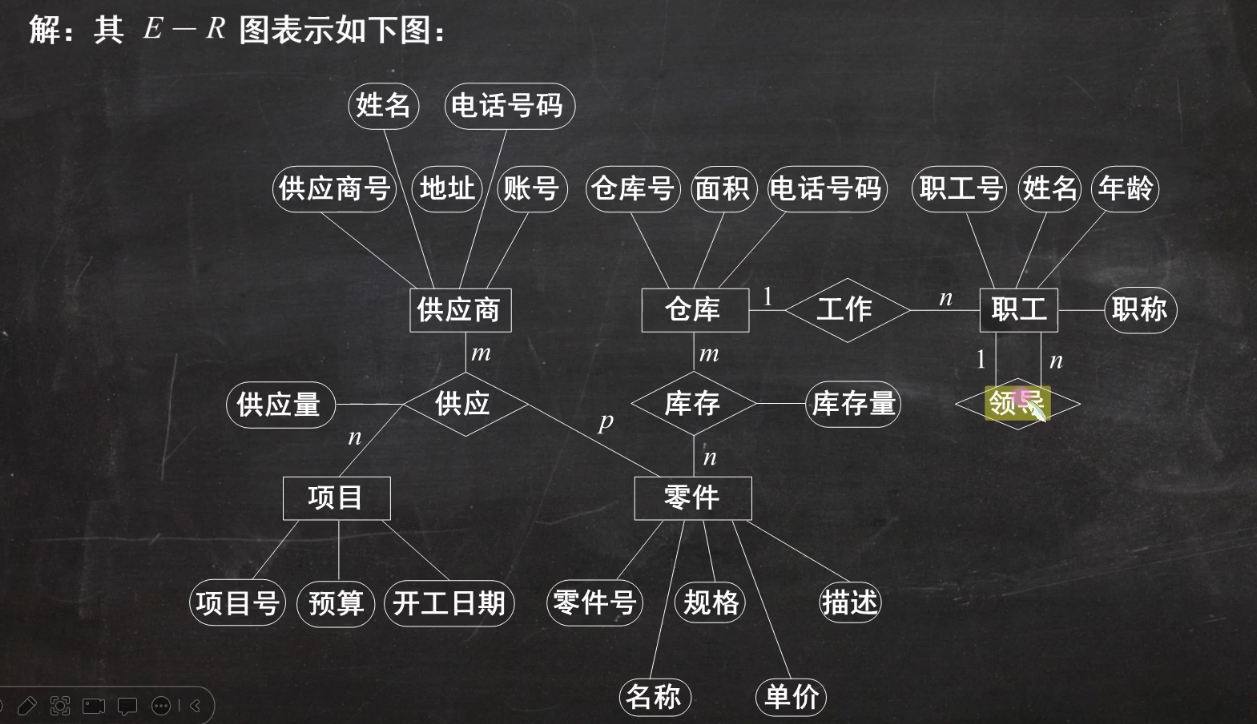 解：其 E－R 图表示如下图：
姓名 电话号码
供应商号 地址 账号 仓库号 面积 电话号码 职工号 姓名 年龄
供应商 仓库 1 工作 n 职工 职称
m m 1 n
供应量 供应 库存 库存量 领导
n p n
项目 零件
项目号 预算 开工日期 零件号 规格 描述
名称 单价